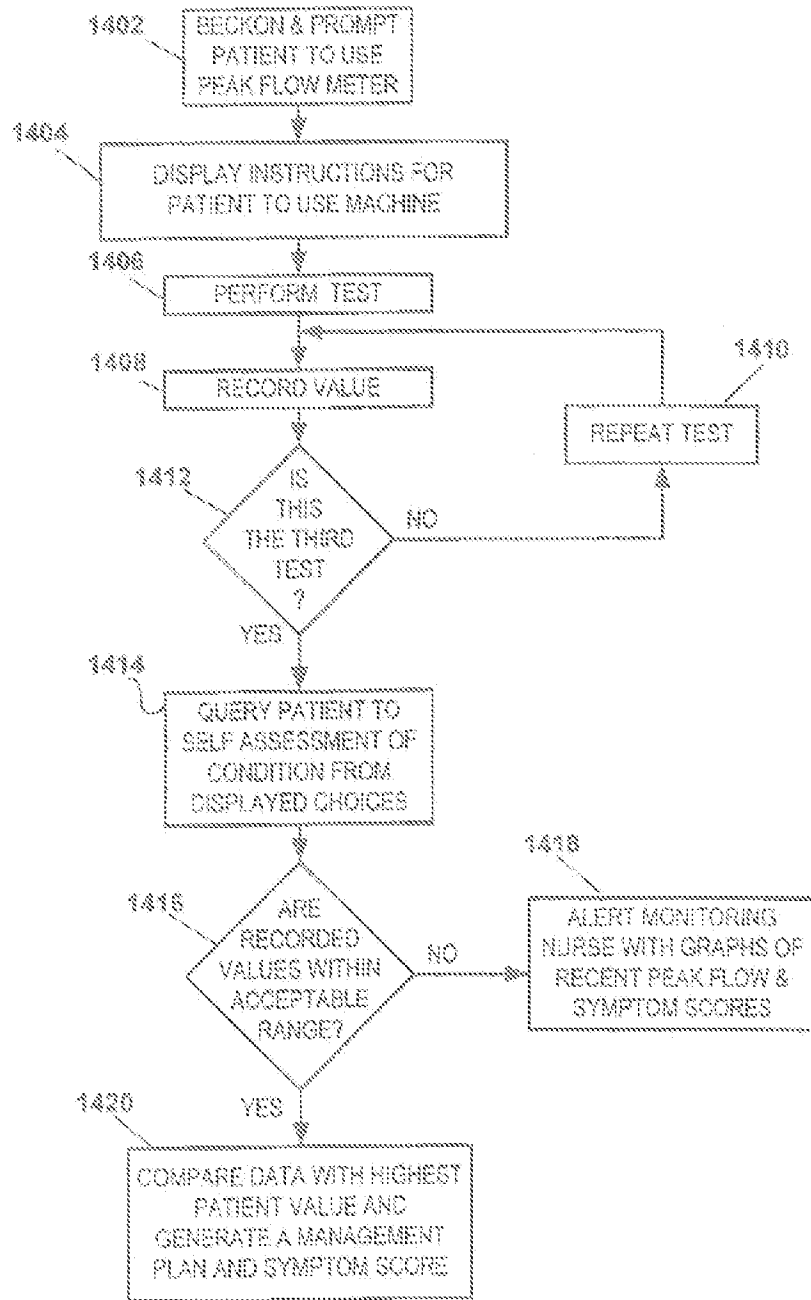 1402
BECKON & PROMPT
PATIENT TO USE
PEAK FLOW
METER
1404
DISPLAY INSTRUCTIONS FOR
PATIENT TO USE MACHINE
1406
PERFORM TEST
1408
RECORD VALUE
1410
REPEAT TEST
1412
IS
THIS
THE THIRD
TEST
?
NO
YES
1414
QUERY PATIENT TO
SELF ASSESSMENT OF
CONDITION FROM
DISPLAYED CHOICES
1416
ARE
RECORDED
VALUES WITHIN
ACCEPTABLE
RANGE?
NO
1418
ALERT MONITORING
NURSE WITH GRAPHS OF
RECENT PEAK FLOW &
SYMPTOM SCORES
YES
1420
COMPARE DATA WITH HIGHEST
PATIENT VALUE AND
GENERATE A MANAGEMENT
PLAN AND SYMPTOM SCORE